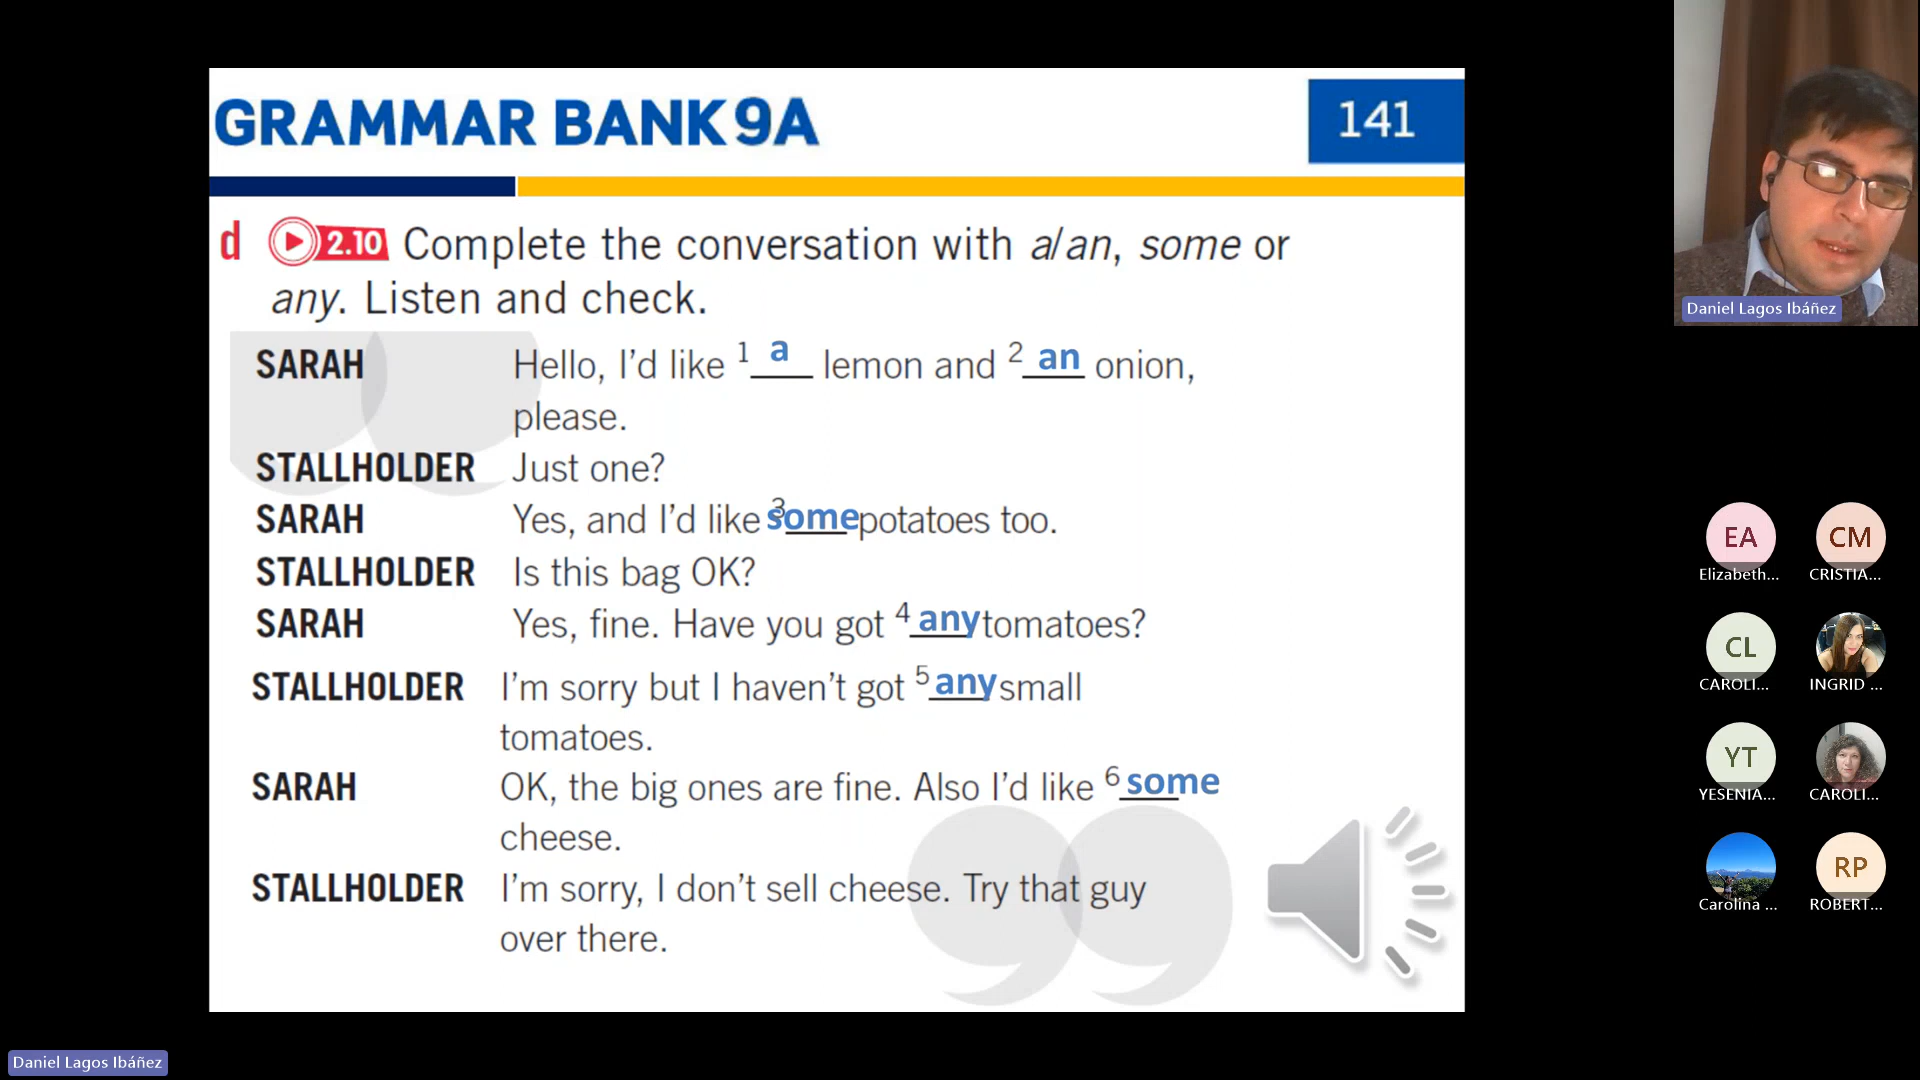 GRAMMAR BANK 9A
141
d 2.10 Complete the conversation with a/an, some or
any. Listen and check.
SARAH Hello, I'd like 1 a lemon and 2 an onion,
please.
STALLHOLDER Just one?
SARAH Yes, and I'd like 3 some potatoes too.
STALLHOLDER Is this bag OK?
SARAH Yes, fine. Have you got 4 any tomatoes?
STALLHOLDER I'm sorry but I haven't got 5 any small
tomatoes.
SARAH OK, the big ones are fine. Also I'd like 6 some
cheese.
STALLHOLDER I'm sorry, I don't sell cheese. Try that guy
over there.
Daniel Lagos Ibáñez
EA CM
Elizabeth... CRISTIA...
CL
CAROLI... INGRID ...
YT
YESENIA... CAROLI...
RP
Carolina ... ROBERT...
Daniel Lagos Ibáñez